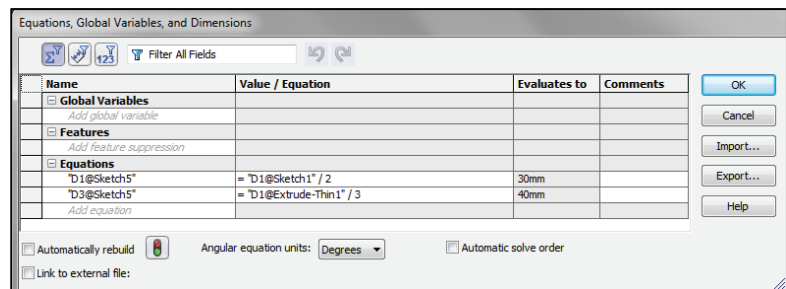 Equations, Global Variables, and Dimensions
Σ 123 Filter All Fields
Name Value / Equation Evaluates to Comments
Global Variables
Add global variable
Features
Add feature suppression
Equations
"D1@Sketch5" = "D1@Sketch1" / 2 30mm
"D3@Sketch5" = "D1@Extrude-Thin1" / 3 40mm
Add equation
OK
Cancel
Import...
Export...
Help
Automatically rebuild Angular equation units: Degrees Automatic solve order
Link to external file: